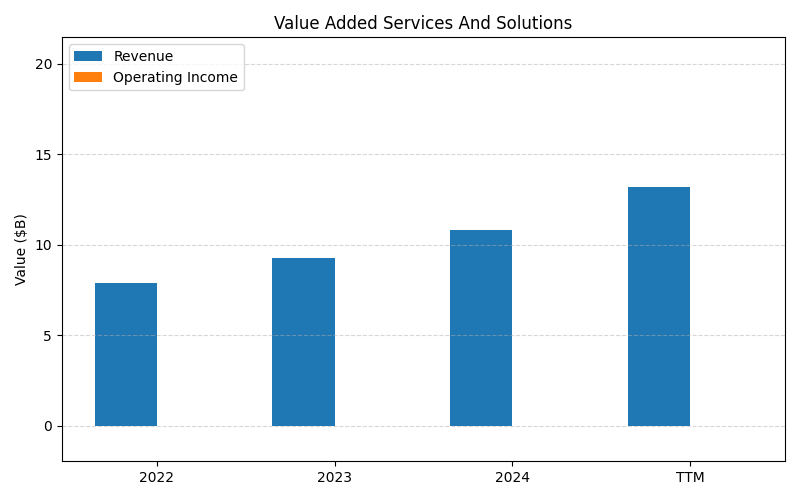 Value Added Services And Solutions
Revenue
Operating Income
Value ($B)
20
15
10
5
0
2022 2023 2024 TTM